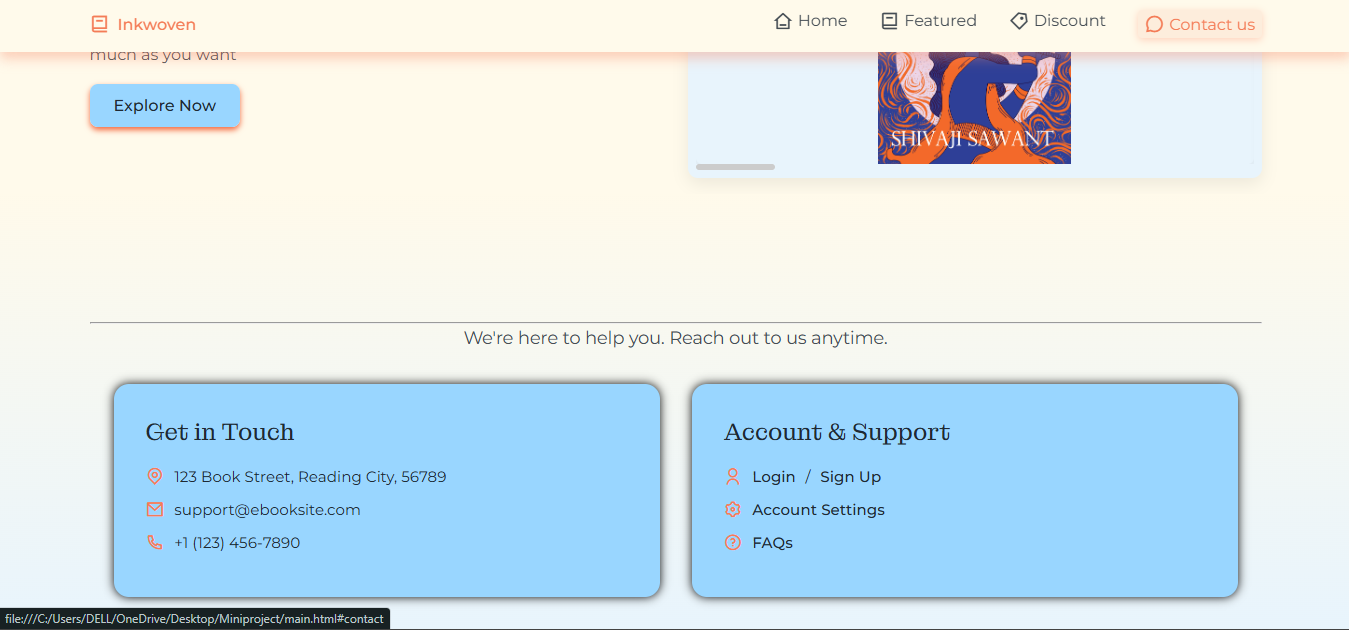 Inkwoven
Home
Featured
Discount
Contact us
much as you want
Explore Now
SHIVAJI SAWANT
We're here to help you. Reach out to us anytime.
Get in Touch
123 Book Street, Reading City, 56789
support@ebooksite.com
+1 (123) 456-7890
Account & Support
Login / Sign Up
Account Settings
FAQs
file:///C:/Users/DELL/OneDrive/Desktop/Miniproject/main.html#contact